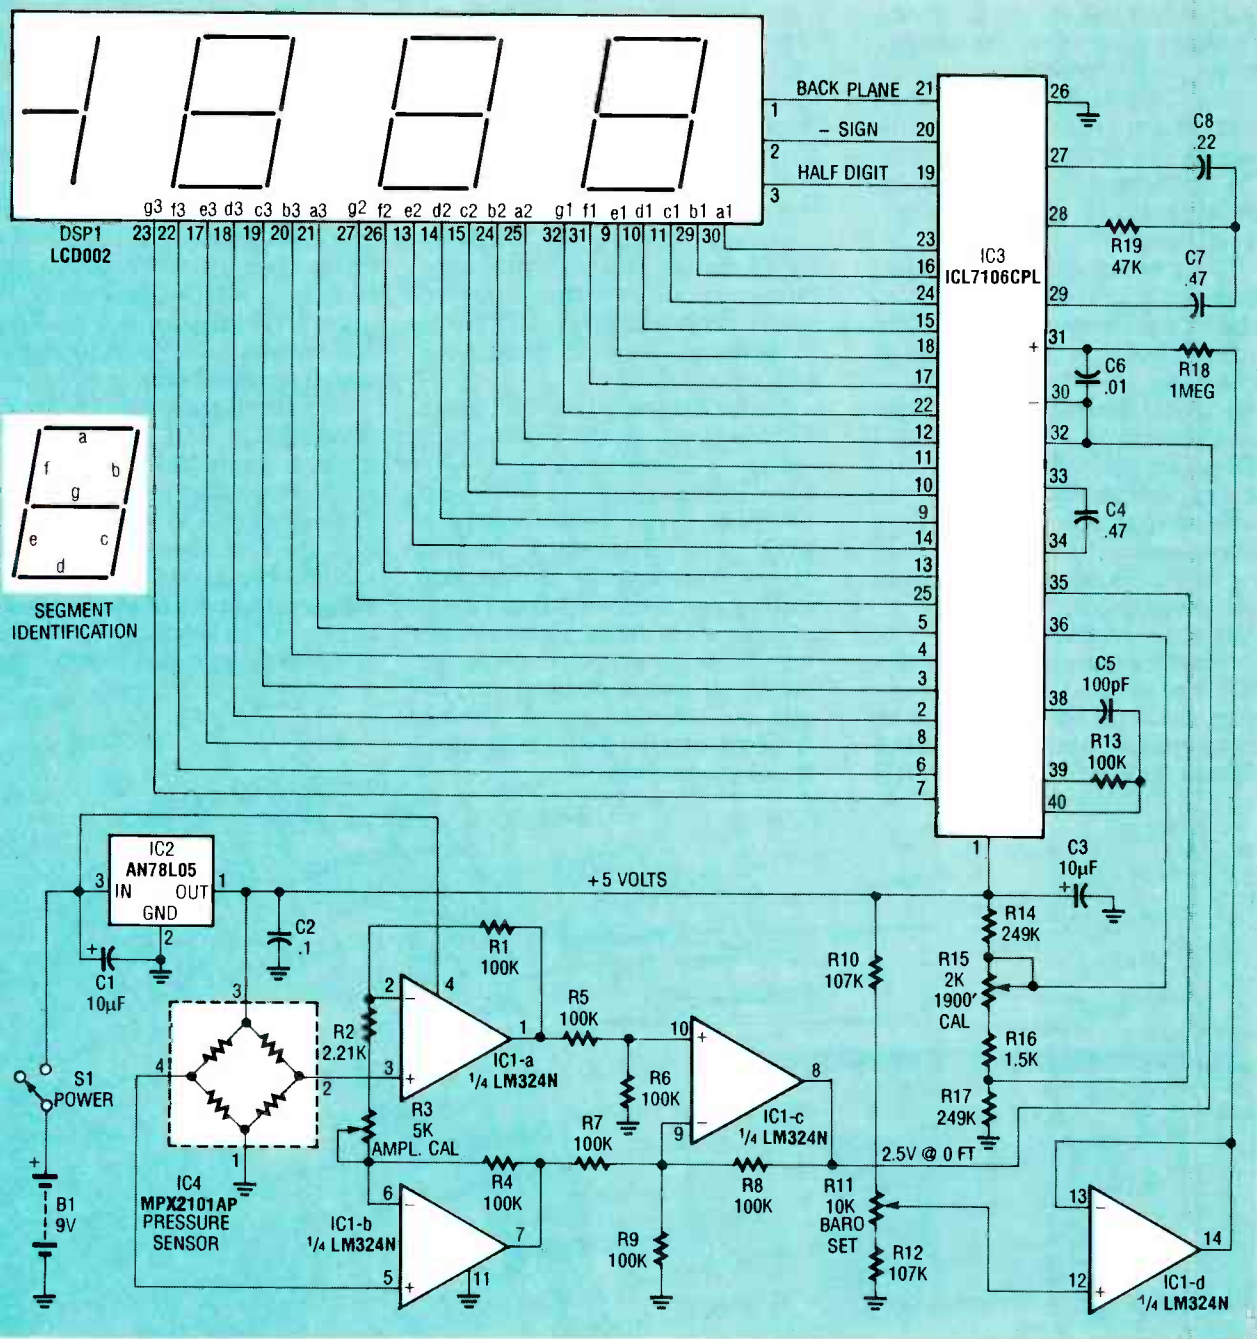 BACK PLANE 21
1
– SIGN 20
2
HALF DIGIT 19
3
g3 f3 e3 d3 c3 b3 a3 g2 f2 e2 d2 c2 b2 a2 g1 f1 e1 d1 c1 b1 a1
23 22 17 18 19 20 21 27 26 13 14 15 24 25 32 31 9 10 11 29 30
DSP1
LCD002
23
16
24
15
18
17
22
12
11
10
9
14
13
25
5
4
3
2
8
6
7
IC3
ICL7106CPL
26
27
28
29
31
+
30
–
32
33
34
35
36
38
39
40
1
C8
.22
R19
47K
C7
.47
C6
.01
R18
1MEG
C4
.47
C5
100pF
R13
100K
a
f b
g
e c
d
SEGMENT
IDENTIFICATION
IC2
AN78L05
3 IN OUT 1
GND
2
+
C1
10µF
C2
.1
+5 VOLTS
C3
10µF
+
R14
249K
R15
2K
1900'
CAL
R16
1.5K
R17
249K
R10
107K
R11
10K
BARO
SET
R12
107K
2.5V @ 0 FT
S1
POWER
+
B1
9V
3
4
2
1
IC4
MPX2101AP
PRESSURE
SENSOR
R1
100K
R2
2.21K
R3
5K
AMPL. CAL
R4
100K
2 –
4
1
3 +
IC1-a
1/4 LM324N
6 –
7
5 +
11
IC1-b
1/4 LM324N
R5
100K
R6
100K
R7
100K
R8
100K
R9
100K
10 +
8
9 –
IC1-c
1/4 LM324N
13 –
14
12 +
IC1-d
1/4 LM324N